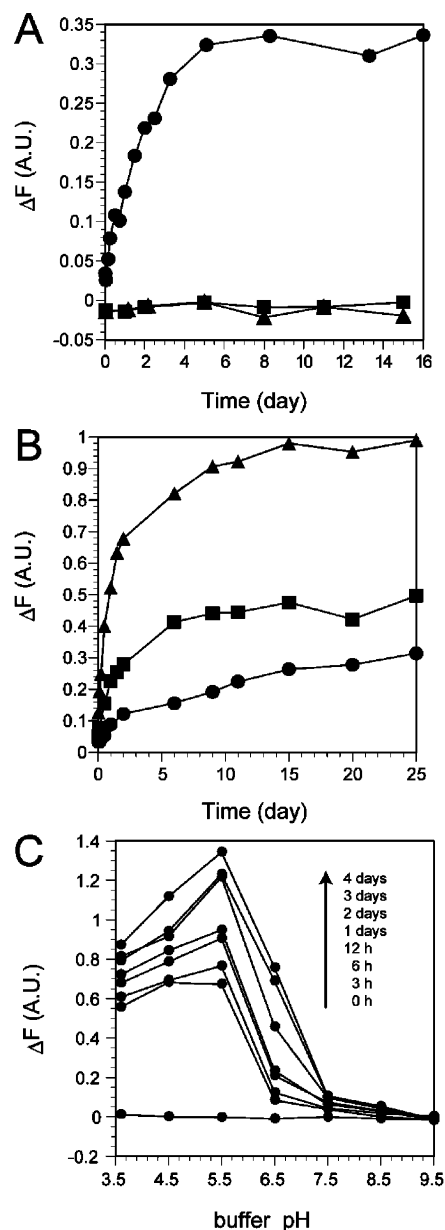 A
0.35
0.3
0.25
0.2
0.15
0.1
0.05
0
-0.05
ΔF (A.U.)
0 2 4 6 8 10 12 14 16
Time (day)
B
1
0.9
0.8
0.7
0.6
0.5
0.4
0.3
0.2
0.1
0
ΔF (A.U.)
0 5 10 15 20 25
Time (day)
C
1.4
1.2
1
0.8
0.6
0.4
0.2
0
-0.2
ΔF (A.U.)
4 days
3 days
2 days
1 days
12 h
6 h
3 h
0 h
3.5 4.5 5.5 6.5 7.5 8.5 9.5
buffer pH